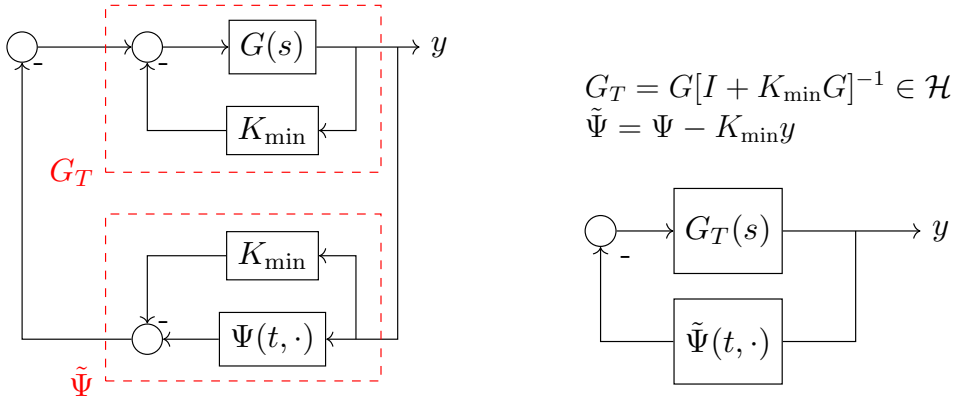 G(s)
y
-
K_min
G_T
G_T = G[I + K_min G]^{-1} ∈ ℋ
Ψ̃ = Ψ − K_min y
K_min
-
Ψ(t, ·)
Ψ̃
G_T(s)
y
-
Ψ̃(t, ·)
-